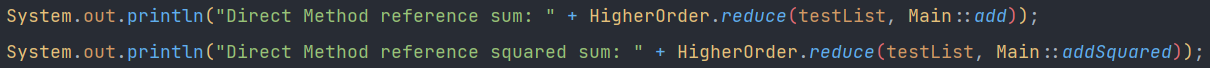 System.out.println("Direct Method reference sum: " + HigherOrder.reduce(testList, Main::add));
System.out.println("Direct Method reference squared sum: " + HigherOrder.reduce(testList, Main::addSquared));